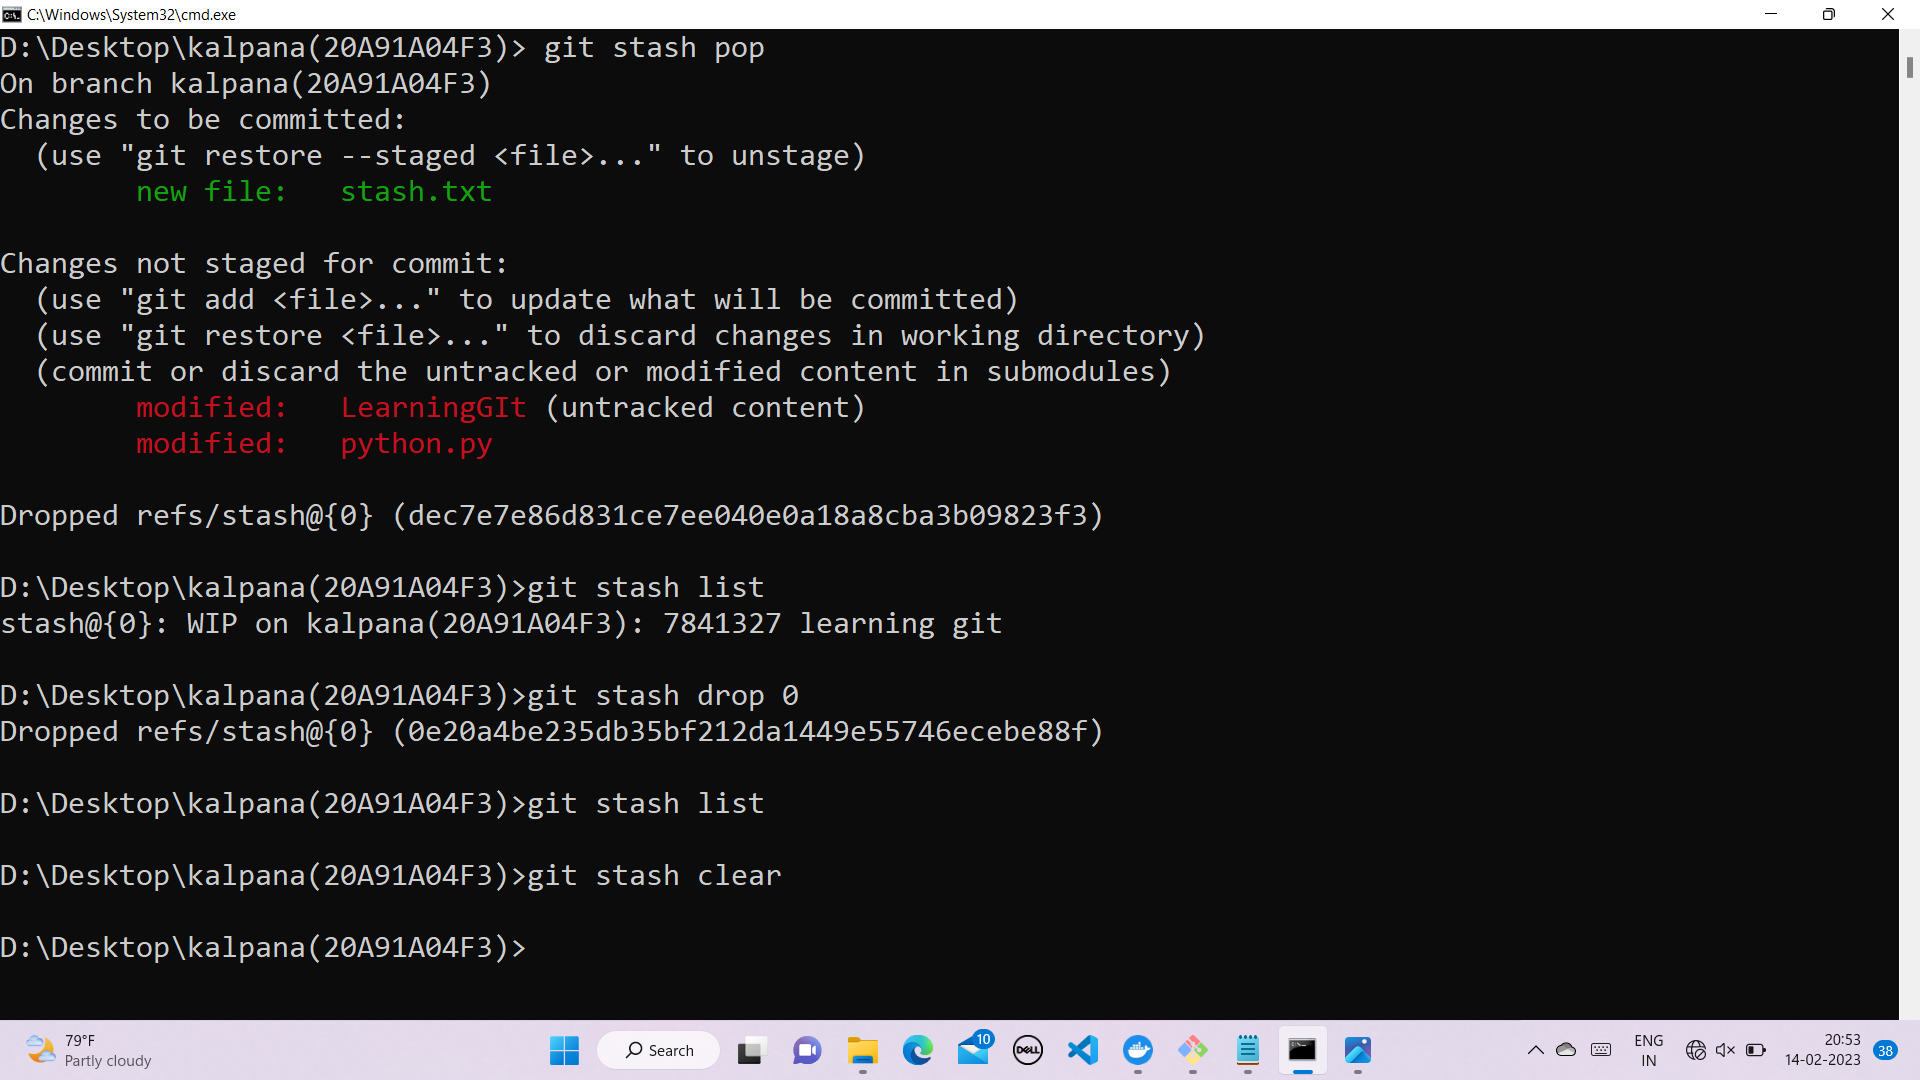 C:\Windows\System32\cmd.exe
D:\Desktop\kalpana(20A91A04F3)> git stash pop
On branch kalpana(20A91A04F3)
Changes to be committed:
  (use "git restore --staged <file>..." to unstage)
        new file:   stash.txt

Changes not staged for commit:
  (use "git add <file>..." to update what will be committed)
  (use "git restore <file>..." to discard changes in working directory)
  (commit or discard the untracked or modified content in submodules)
        modified:   LearningGIt (untracked content)
        modified:   python.py

Dropped refs/stash@{0} (dec7e7e86d831ce7ee040e0a18a8cba3b09823f3)

D:\Desktop\kalpana(20A91A04F3)>git stash list
stash@{0}: WIP on kalpana(20A91A04F3): 7841327 learning git

D:\Desktop\kalpana(20A91A04F3)>git stash drop 0
Dropped refs/stash@{0} (0e20a4be235db35bf212da1449e55746ecebe88f)

D:\Desktop\kalpana(20A91A04F3)>git stash list

D:\Desktop\kalpana(20A91A04F3)>git stash clear

D:\Desktop\kalpana(20A91A04F3)>
79°F
Partly cloudy
Search
10
DELL
ENG
IN
20:53
14-02-2023
38